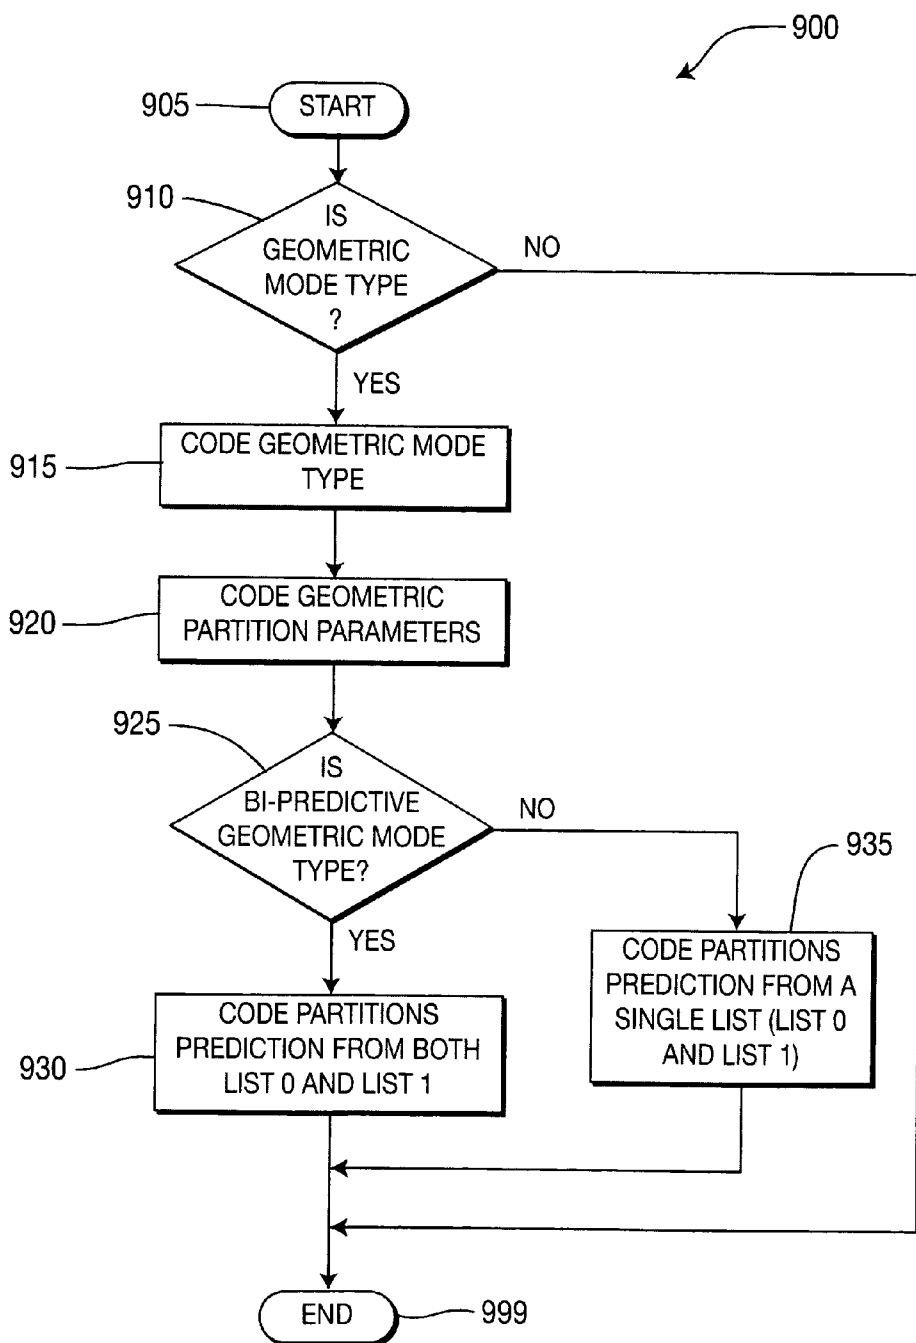 900
905
START
910
IS
GEOMETRIC
MODE TYPE
?
NO
YES
915
CODE GEOMETRIC MODE
TYPE
920
CODE GEOMETRIC
PARTITION PARAMETERS
925
IS
BI-PREDICTIVE
GEOMETRIC MODE
TYPE?
NO
935
YES
CODE PARTITIONS
PREDICTION FROM A
SINGLE LIST (LIST 0
AND LIST 1)
930
CODE PARTITIONS
PREDICTION FROM BOTH
LIST 0 AND LIST 1
END
999